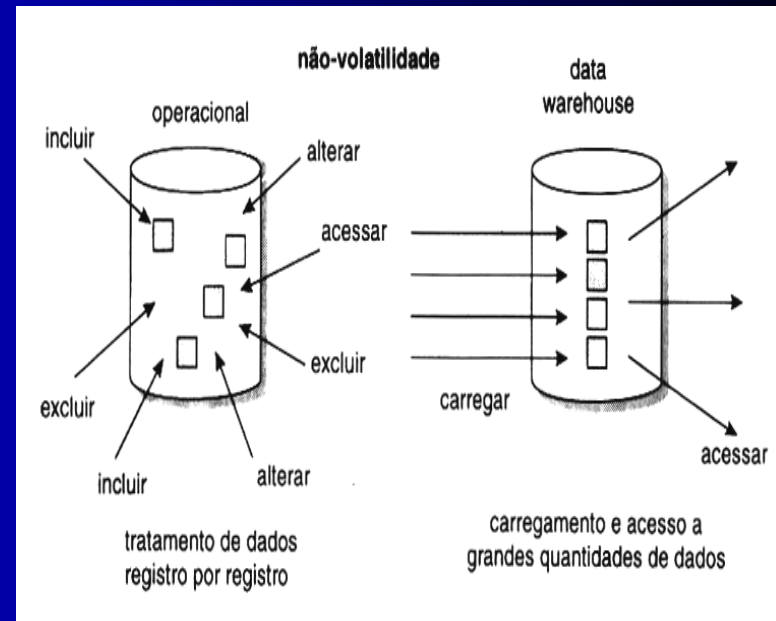 não-volatilidade
operacional
incluir
alterar
acessar
excluir
excluir
incluir
alterar
tratamento de dados
registro por registro
data
warehouse
carregar
acessar
carregamento e acesso a
grandes quantidades de dados